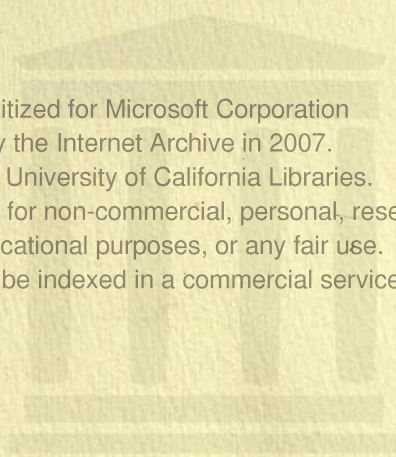 itized for Microsoft Corporation
y the Internet Archive in 2007.
University of California Libraries.
for non-commercial, personal, rese
cational purposes, or any fair use.
be indexed in a commercial service